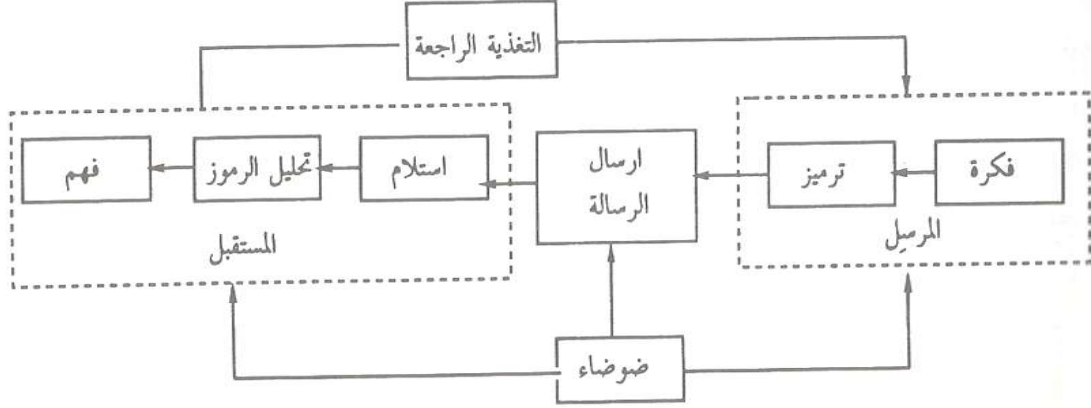 التغذية الراجعة
فكرة
ترميز
المرسِل
ارسال
الرسالة
استلام
تحليل الرموز
فهم
المستقبل
ضوضاء